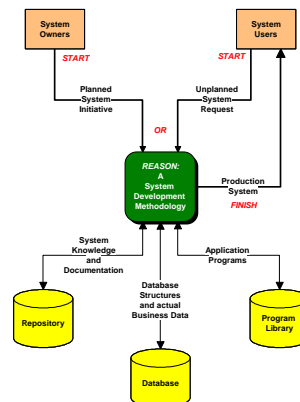 System
Owners
System
Users
START
START
Planned
System
Initiative
Unplanned
System
Request
OR
REASON:
A
System
Development
Methodology
Production
System
FINISH
System
Knowledge
and
Documentation
Application
Programs
Database
Structures
and actual
Business Data
Repository
Program
Library
Database